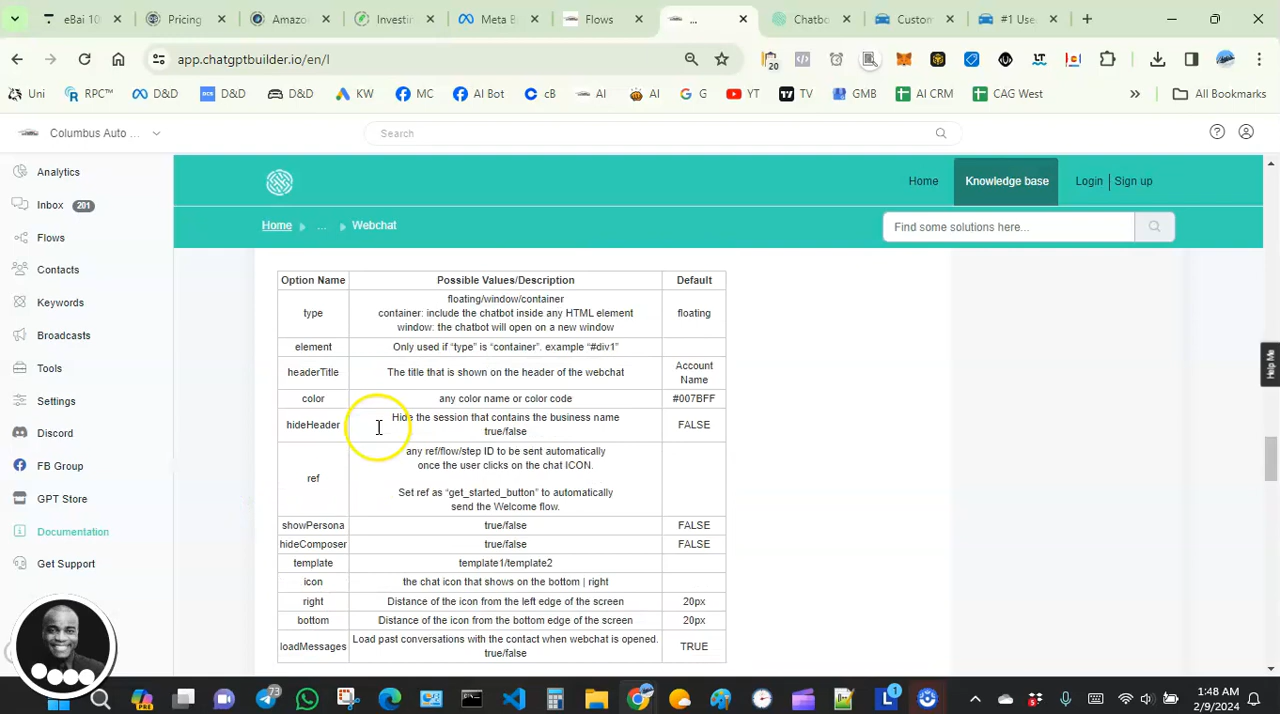 eBai 10
Pricing
Amazo
Investin
Meta B
Flows
...
Chatbo
Custom
#1 Use
app.chatgptbuilder.io/en/l
20
Uni
RPC™
D&D
D&D
D&D
KW
MC
AI Bot
cB
AI
AI
G
YT
TV
GMB
AI CRM
CAG West
All Bookmarks
Columbus Auto ...
Search
Analytics
Inbox 201
Flows
Contacts
Keywords
Broadcasts
Tools
Settings
Discord
FB Group
GPT Store
Documentation
Get Support
Home
Knowledge base
Login | Sign up
Home ... Webchat
Find some solutions here...
Option Name Possible Values/Description Default
type floating/window/container
container: include the chatbot inside any HTML element
window: the chatbot will open on a new window floating
element Only used if “type” is “container”. example “#div1”
headerTitle The title that is shown on the header of the webchat Account
Name
color any color name or color code #007BFF
hideHeader Hide the session that contains the business name
true/false FALSE
ref any ref/flow/step ID to be sent automatically
once the user clicks on the chat ICON.
Set ref as “get_started_button” to automatically
send the Welcome flow.
showPersona true/false FALSE
hideComposer true/false FALSE
template template1/template2
icon the chat icon that shows on the bottom | right
right Distance of the icon from the left edge of the screen 20px
bottom Distance of the icon from the bottom edge of the screen 20px
loadMessages Load past conversations with the contact when webchat is opened.
true/false TRUE
Help Me
73
1
1:48 AM
2/9/2024